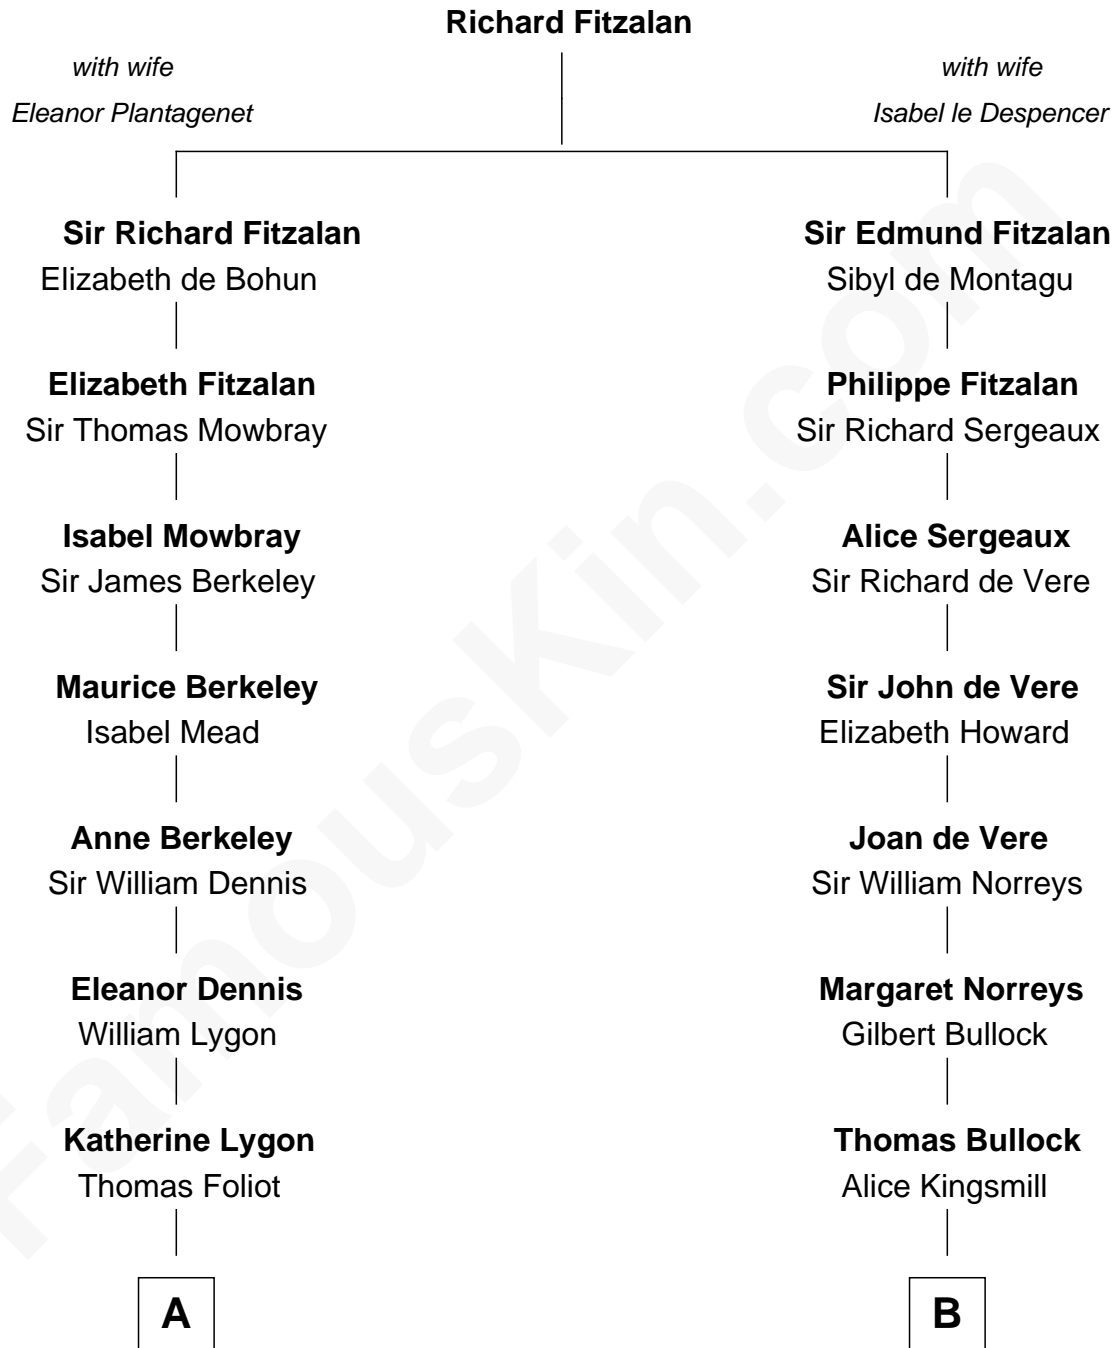 Richard Fitzalan
with wife
Eleanor Plantagenet
with wife
Isabel le Despencer
Sir Richard Fitzalan
Elizabeth de Bohun
Sir Edmund Fitzalan
Sibyl de Montagu
Elizabeth Fitzalan
Sir Thomas Mowbray
Philippe Fitzalan
Sir Richard Sergeaux
Isabel Mowbray
Sir James Berkeley
Alice Sergeaux
Sir Richard de Vere
Maurice Berkeley
Isabel Mead
Sir John de Vere
Elizabeth Howard
Anne Berkeley
Sir William Dennis
Joan de Vere
Sir William Norreys
Eleanor Dennis
William Lygon
Margaret Norreys
Gilbert Bullock
Katherine Lygon
Thomas Foliot
Thomas Bullock
Alice Kingsmill
A
B
FamousKin.com